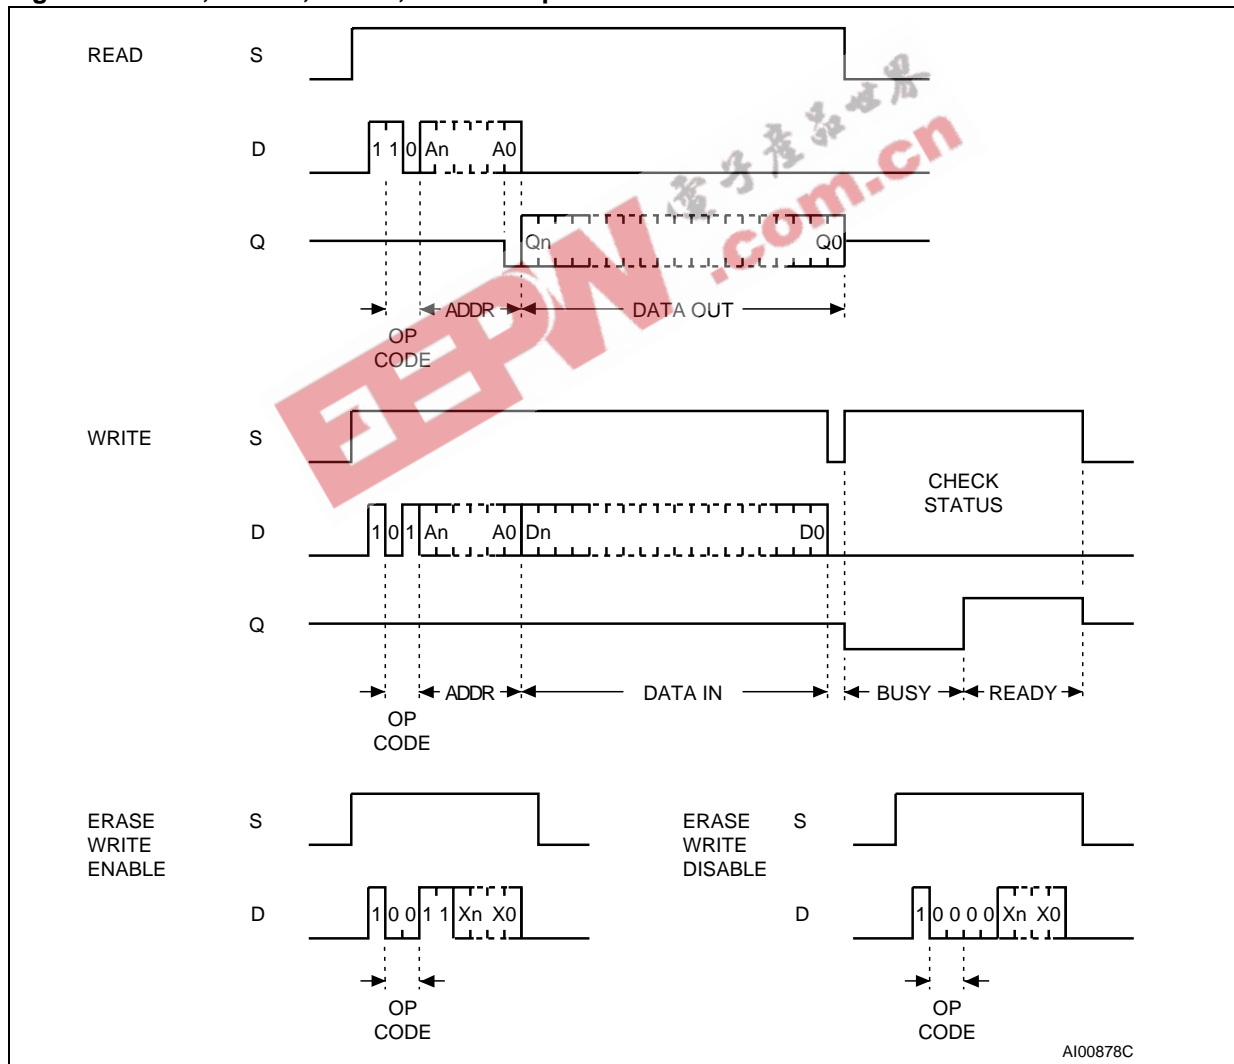 READ S
D 1 1 0 An A0
Q Qn Q0
ADDR DATA OUT
OP
CODE
電子產品世界
.com.cn
EEPW
WRITE S
CHECK
STATUS
D 1 0 1 An A0 Dn D0
Q
ADDR DATA IN BUSY READY
OP
CODE
ERASE
WRITE
ENABLE
S
D 1 0 0 1 1 Xn X0
OP
CODE
ERASE
WRITE
DISABLE
S
D 1 0 0 0 0 Xn X0
OP
CODE
AI00878C